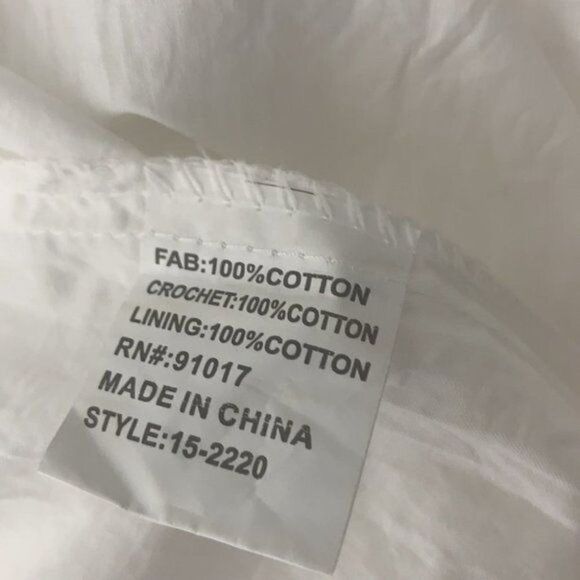 FAB:100%COTTON
CROCHET:100%COTTON
LINING:100%COTTON
RN#:91017
MADE IN CHINA
STYLE:15-2220